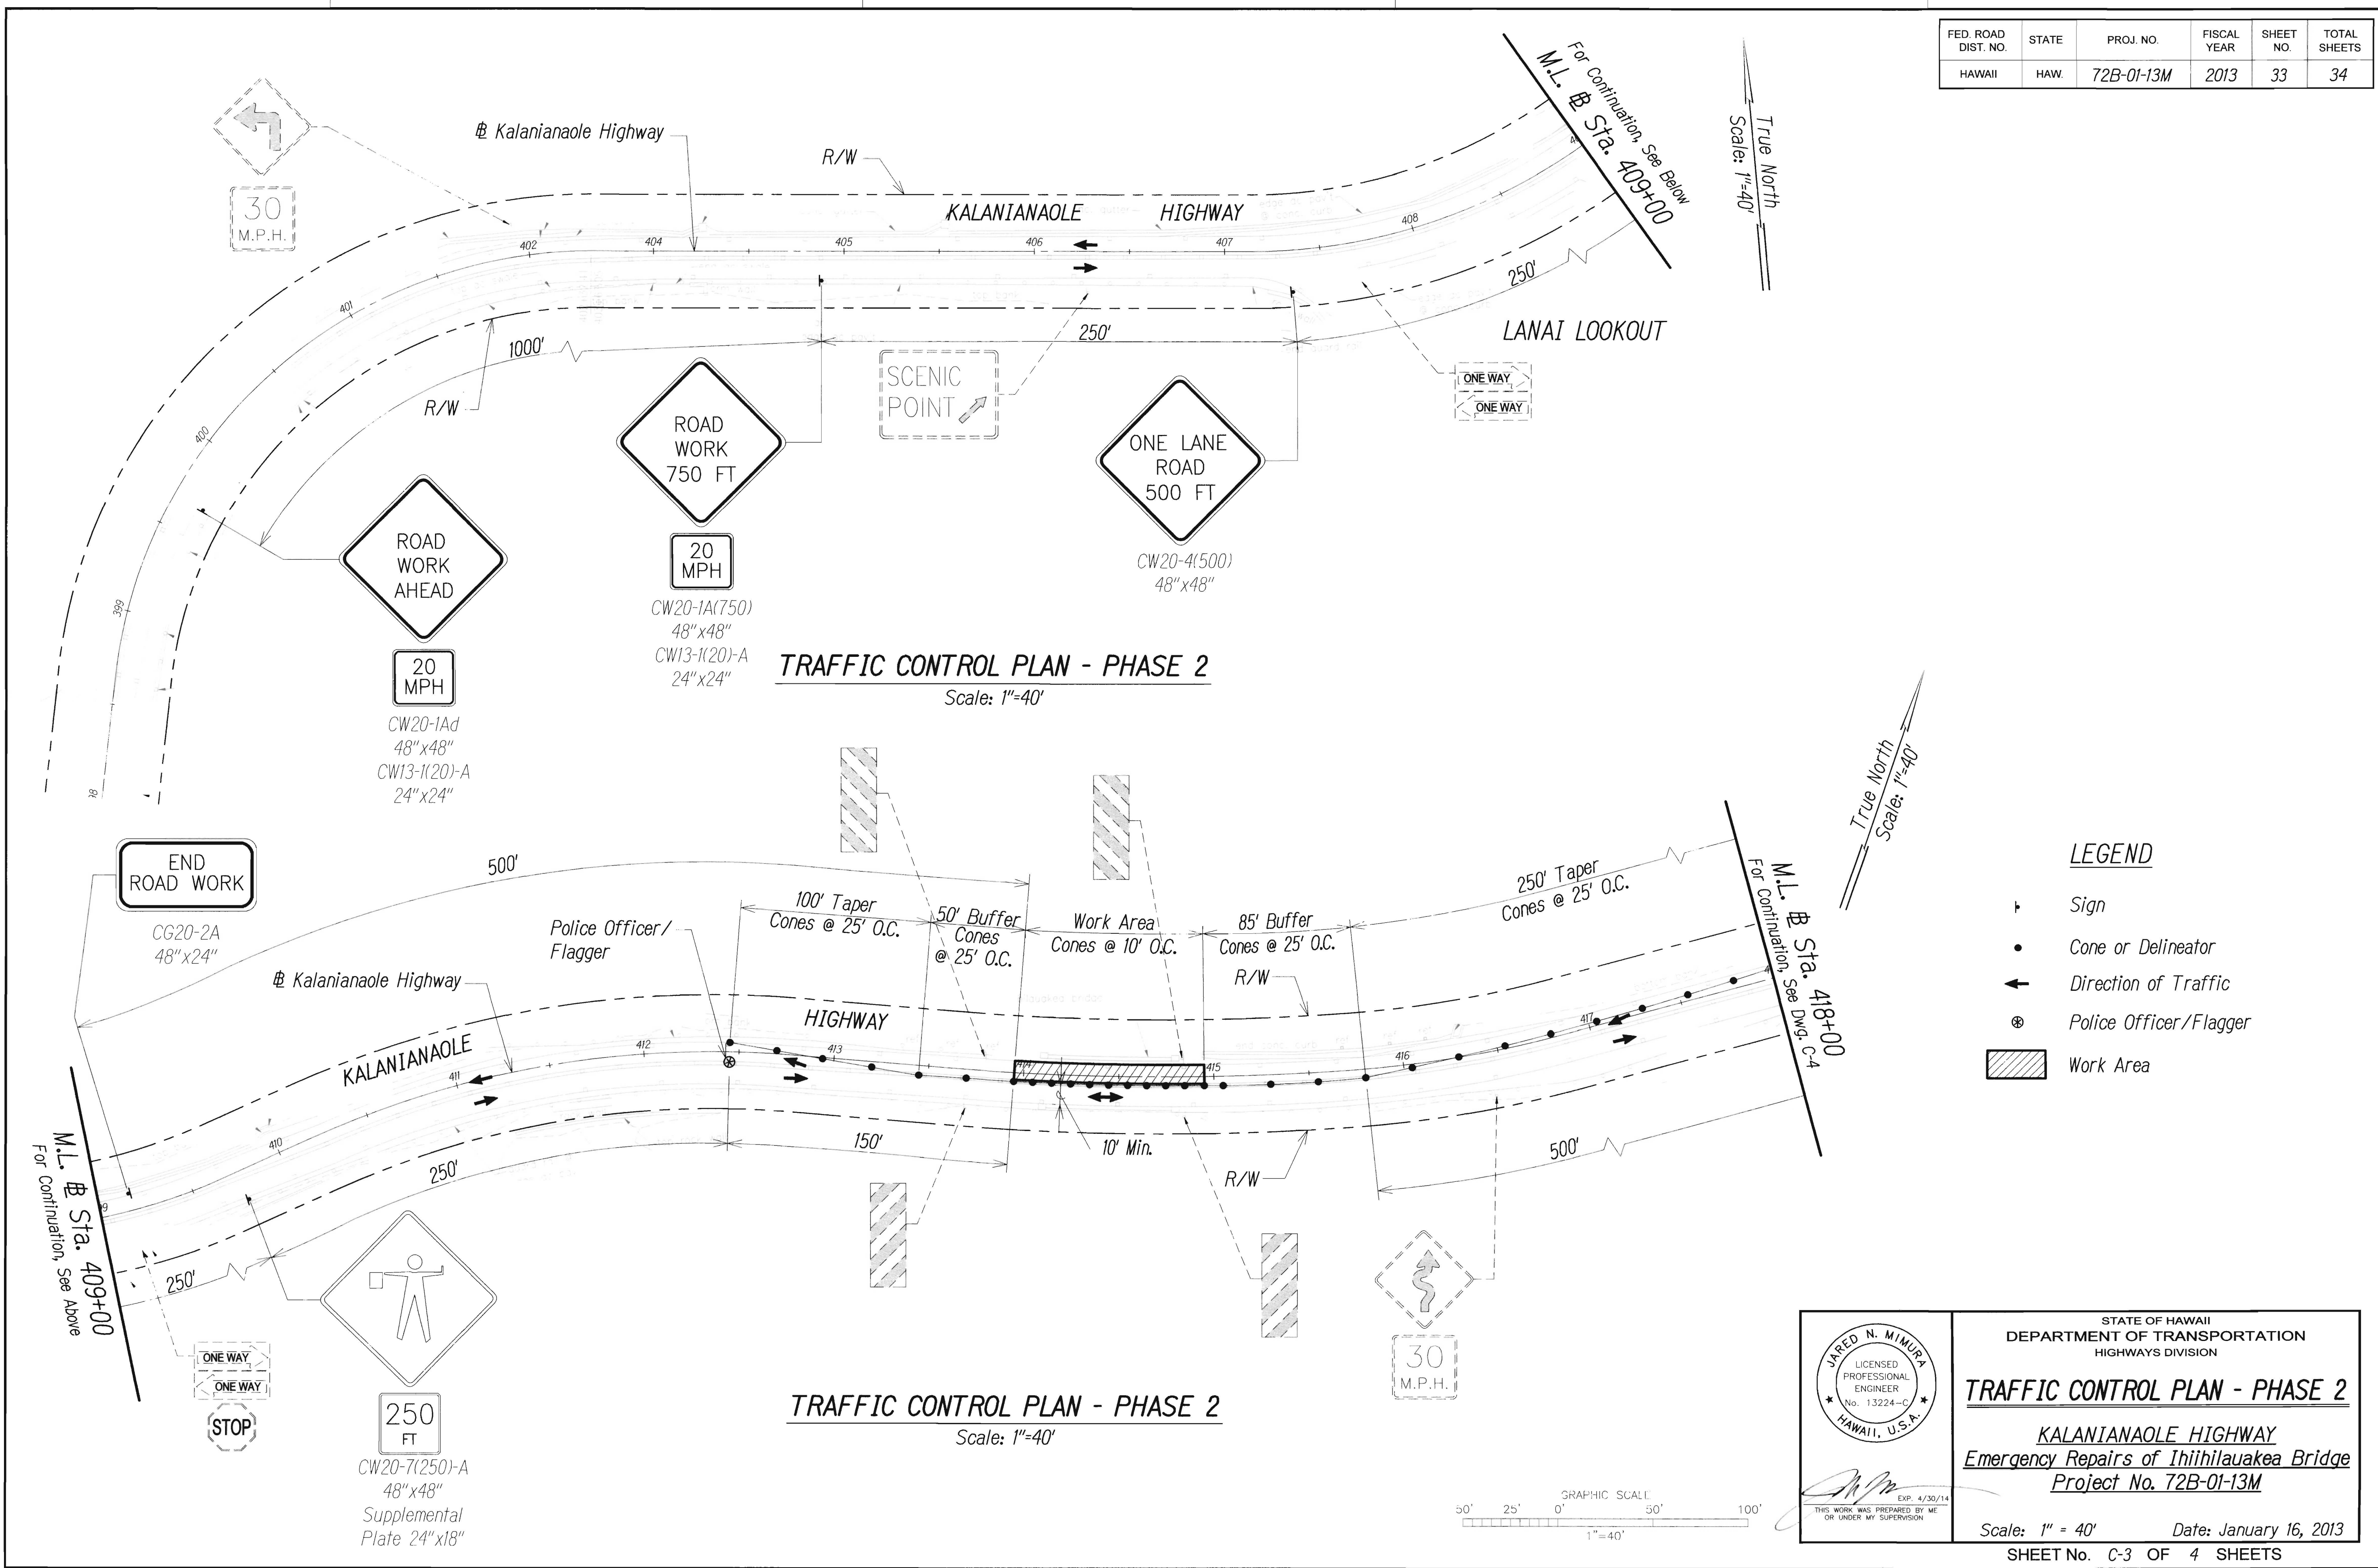 FED. ROAD DIST. NO. STATE PROJ. NO. FISCAL YEAR SHEET NO. TOTAL SHEETS
HAWAII HAW. 72B-01-13M 2013 33 34
30
M.P.H.
℄ Kalanianaole Highway
R/W
KALANIANAOLE HIGHWAY
For Continuation, See Below
M.L. ℄ Sta. 409+00
True North
Scale: 1"=40'
399
400
401
402
404
405
406
407
408
1000'
250'
250'
R/W
LANAI LOOKOUT
ONE WAY
ONE WAY
SCENIC
POINT
ROAD
WORK
AHEAD
20
MPH
CW20-1Ad
48"x48"
CW13-1(20)-A
24"x24"
ROAD
WORK
750 FT
20
MPH
CW20-1A(750)
48"x48"
CW13-1(20)-A
24"x24"
ONE LANE
ROAD
500 FT
CW20-4(500)
48"x48"
TRAFFIC CONTROL PLAN - PHASE 2
Scale: 1"=40'
END
ROAD WORK
CG20-2A
48"x24"
500'
℄ Kalanianaole Highway
Police Officer/
Flagger
100' Taper
Cones @ 25' O.C.
50' Buffer
Cones
@ 25' O.C.
Work Area
Cones @ 10' O.C.
85' Buffer
Cones @ 25' O.C.
250' Taper
Cones @ 25' O.C.
R/W
KALANIANAOLE
HIGHWAY
410
411
412
413
414
415
416
417
M.L. ℄ Sta. 418+00
For Continuation, See Dwg. C-4
True North
Scale: 1"=40'
LEGEND
Sign
Cone or Delineator
Direction of Traffic
Police Officer/Flagger
Work Area
M.L. ℄ Sta. 409+00
For Continuation, See Above
250'
250'
150'
10' Min.
R/W
500'
ONE WAY
ONE WAY
STOP
250
FT
CW20-7(250)-A
48"x48"
Supplemental
Plate 24"x18"
30
M.P.H.
TRAFFIC CONTROL PLAN - PHASE 2
Scale: 1"=40'
GRAPHIC SCALE
50' 25' 0' 50' 100'
1"=40'
JARED N. MIMURA
LICENSED
PROFESSIONAL
ENGINEER
No. 13224-C
HAWAII, U.S.A.
EXP. 4/30/14
THIS WORK WAS PREPARED BY ME
OR UNDER MY SUPERVISION
STATE OF HAWAII
DEPARTMENT OF TRANSPORTATION
HIGHWAYS DIVISION
TRAFFIC CONTROL PLAN - PHASE 2
KALANIANAOLE HIGHWAY
Emergency Repairs of Ihiihilauakea Bridge
Project No. 72B-01-13M
Scale: 1" = 40' Date: January 16, 2013
SHEET No. C-3 OF 4 SHEETS